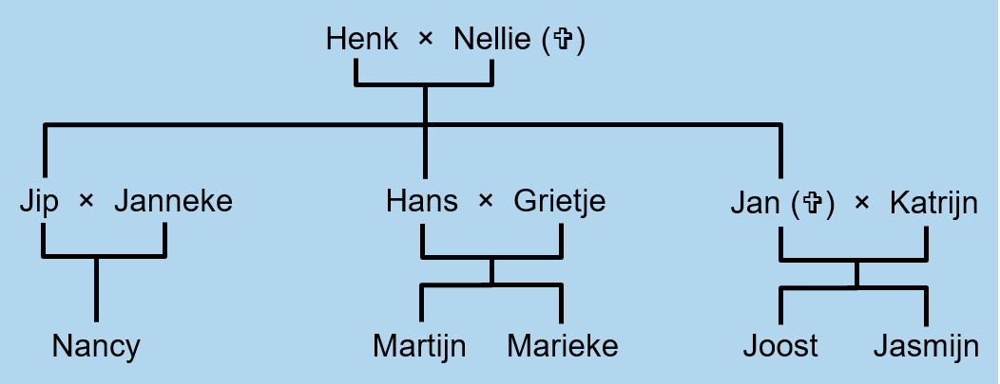 Henk × Nellie (✞)
Jip × Janneke Hans × Grietje Jan (✞) × Katrijn
Nancy Martijn Marieke Joost Jasmijn